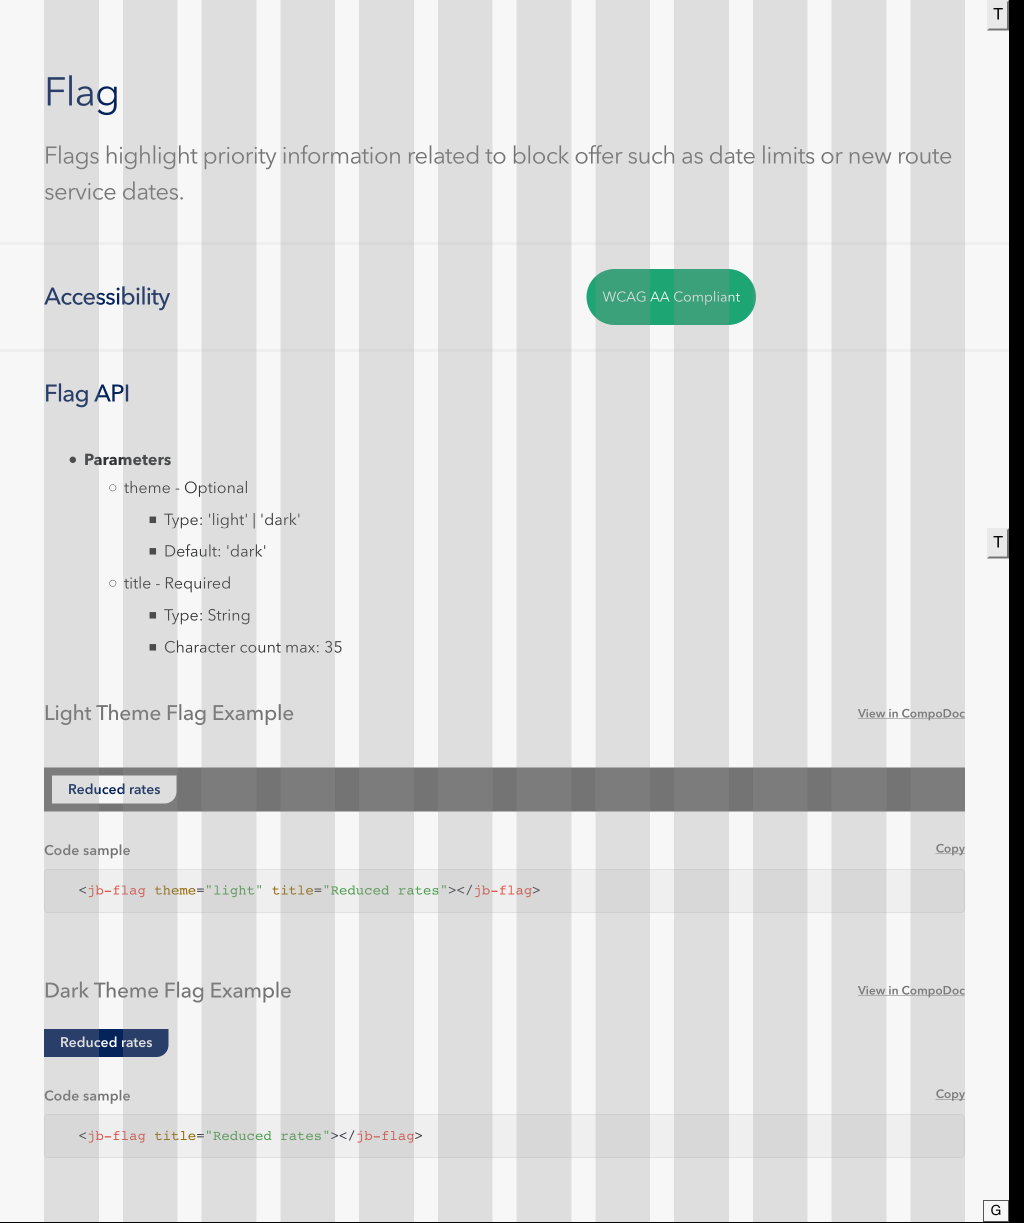 T
Flag
Flags highlight priority information related to block offer such as date limits or new route
service dates.
Accessibility
WCAG AA Compliant
Flag API
Parameters
theme - Optional
Type: 'light' | 'dark'
Default: 'dark'
T
title - Required
Type: String
Character count max: 35
Light Theme Flag Example
View in CompoDoc
Reduced rates
Code sample
Copy
<jb-flag theme="light" title="Reduced rates"></jb-flag>
Dark Theme Flag Example
View in CompoDoc
Reduced rates
Code sample
Copy
<jb-flag title="Reduced rates"></jb-flag>
G